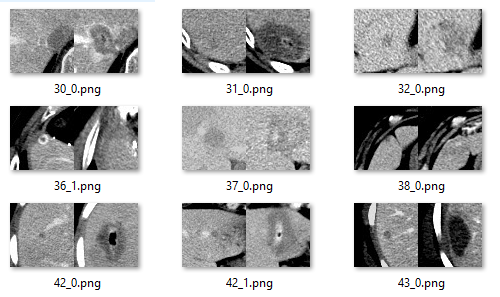 30_0.png 31_0.png 32_0.png
36_1.png 37_0.png 38_0.png
42_0.png 42_1.png 43_0.png